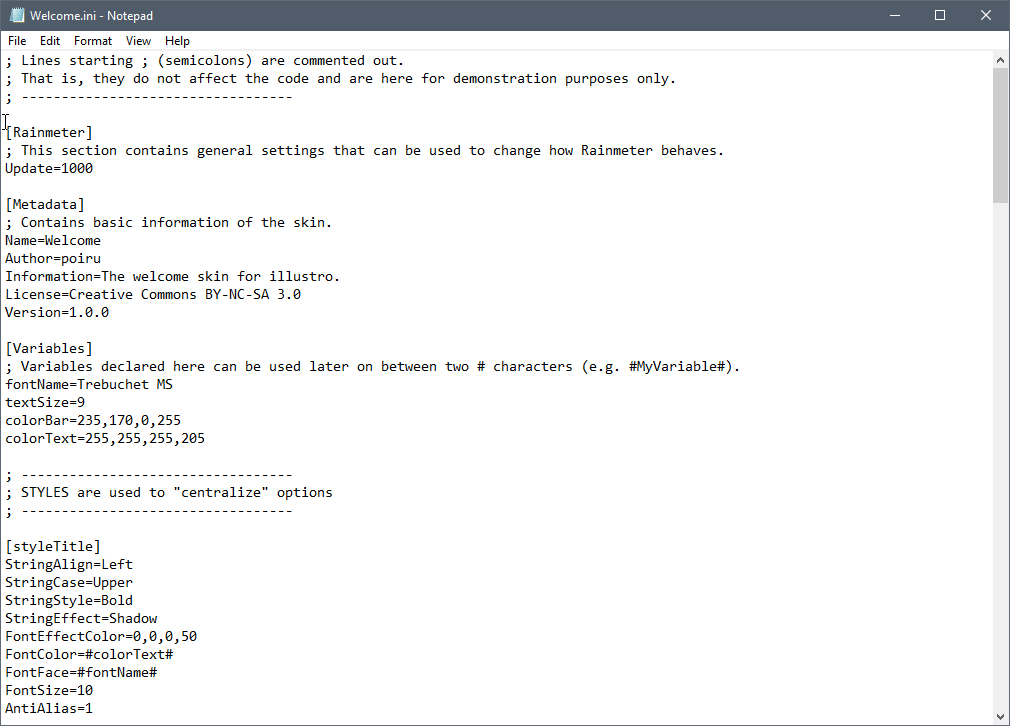 Welcome.ini - Notepad
File Edit Format View Help
; Lines starting ; (semicolons) are commented out.
; That is, they do not affect the code and are here for demonstration purposes only.
; ----------------------------------
[Rainmeter]
; This section contains general settings that can be used to change how Rainmeter behaves.
Update=1000
[Metadata]
; Contains basic information of the skin.
Name=Welcome
Author=poiru
Information=The welcome skin for illustro.
License=Creative Commons BY-NC-SA 3.0
Version=1.0.0
[Variables]
; Variables declared here can be used later on between two # characters (e.g. #MyVariable#).
fontName=Trebuchet MS
textSize=9
colorBar=235,170,0,255
colorText=255,255,255,205
; ----------------------------------
; STYLES are used to "centralize" options
; ----------------------------------
[styleTitle]
StringAlign=Left
StringCase=Upper
StringStyle=Bold
StringEffect=Shadow
FontEffectColor=0,0,0,50
FontColor=#colorText#
FontFace=#fontName#
FontSize=10
AntiAlias=1